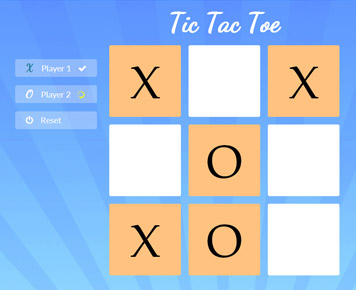 Tic Tac Toe
X Player 1
O Player 2
Reset
X X
O
X O